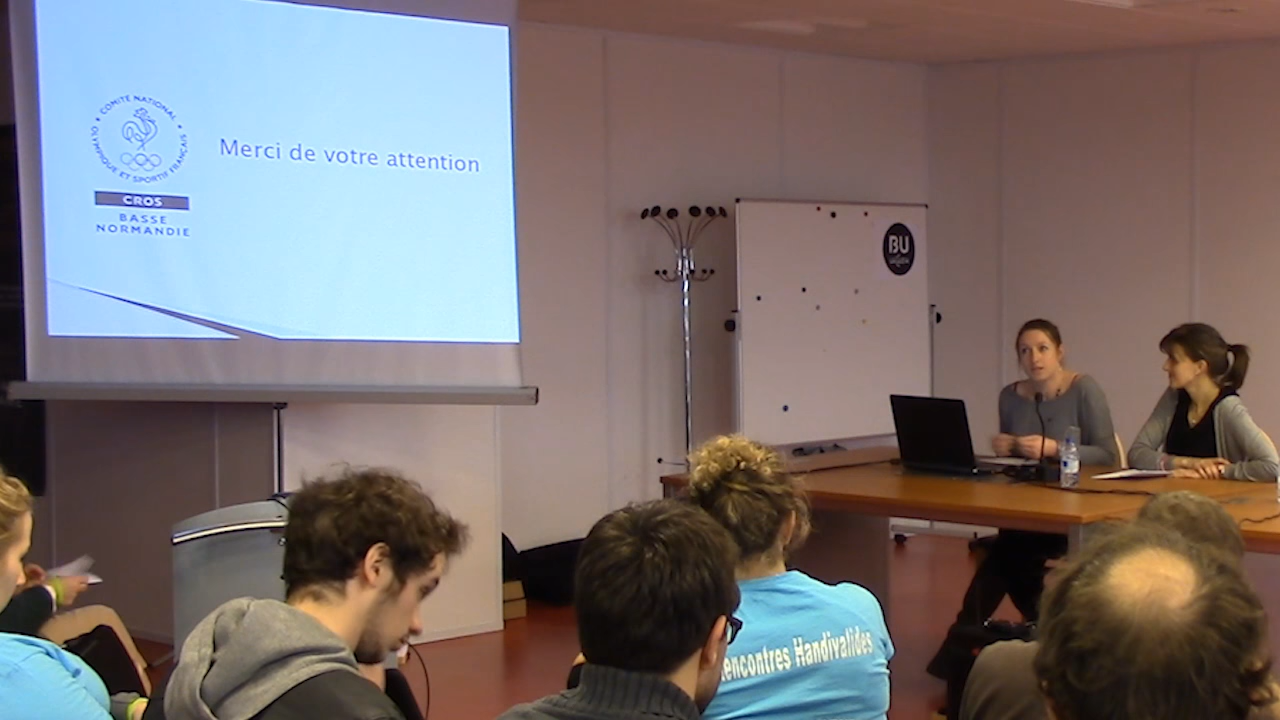 COMITÉ NATIONAL
OLYMPIQUE ET SPORTIF FRANÇAIS
CROS
BASSE
NORMANDIE
Merci de votre attention
BU
Rencontres Handivalides